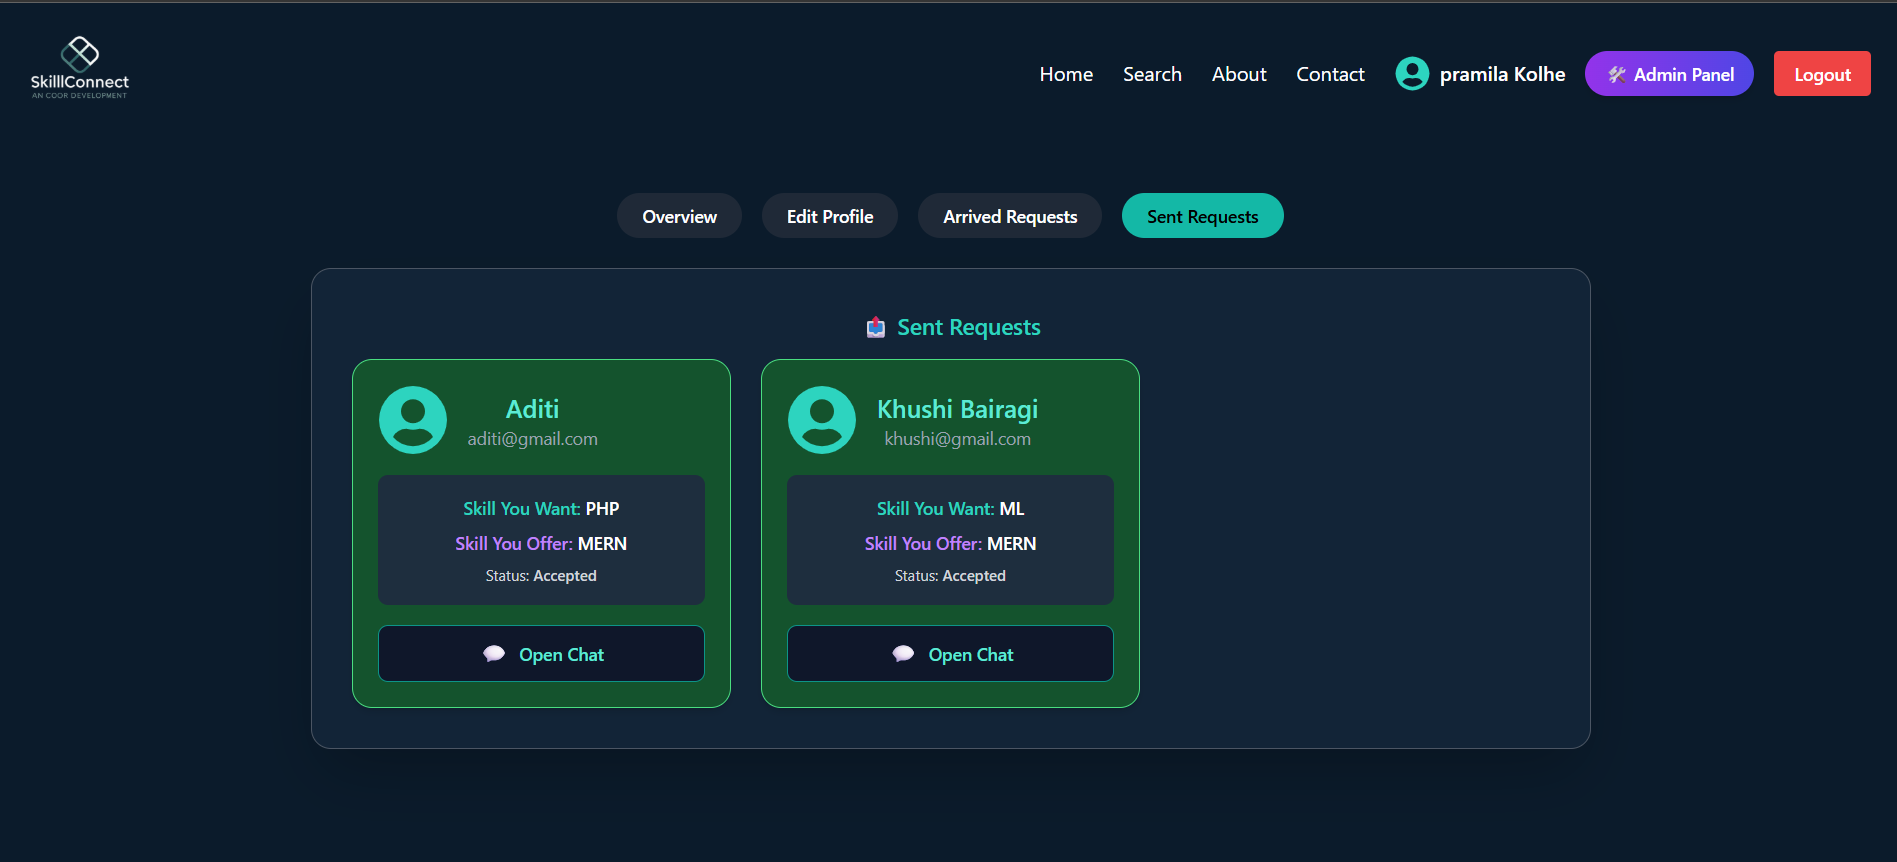 SkilllConnect
AN COOR DEVELOPMENT
Home Search About Contact pramila Kolhe Admin Panel Logout
Overview Edit Profile Arrived Requests Sent Requests
Sent Requests
Aditi
aditi@gmail.com
Skill You Want: PHP
Skill You Offer: MERN
Status: Accepted
Open Chat
Khushi Bairagi
khushi@gmail.com
Skill You Want: ML
Skill You Offer: MERN
Status: Accepted
Open Chat